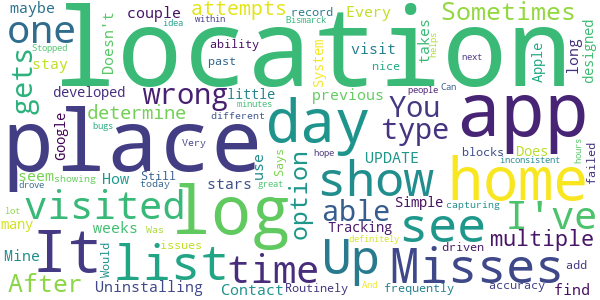 maybe couple attempts Every record idea within Bismarck Sometimes
one location Doesn't ability past System visit nice takes Apple long designed
gets stay developed wrong little previous You app
determine Google place day type
seem showing bugs Very different minutes helps people Can next
Still today How stars use Says UPDATE blocks Does inconsistent hours failed
drove visited log option show home
lot many weeks able Simple see capturing I've
It list time Up Tracking Misses multiple
Mine Was issues great hope driven accuracy add
After Would Uninstalling Contact Routinely definitely And frequently find
Stopped